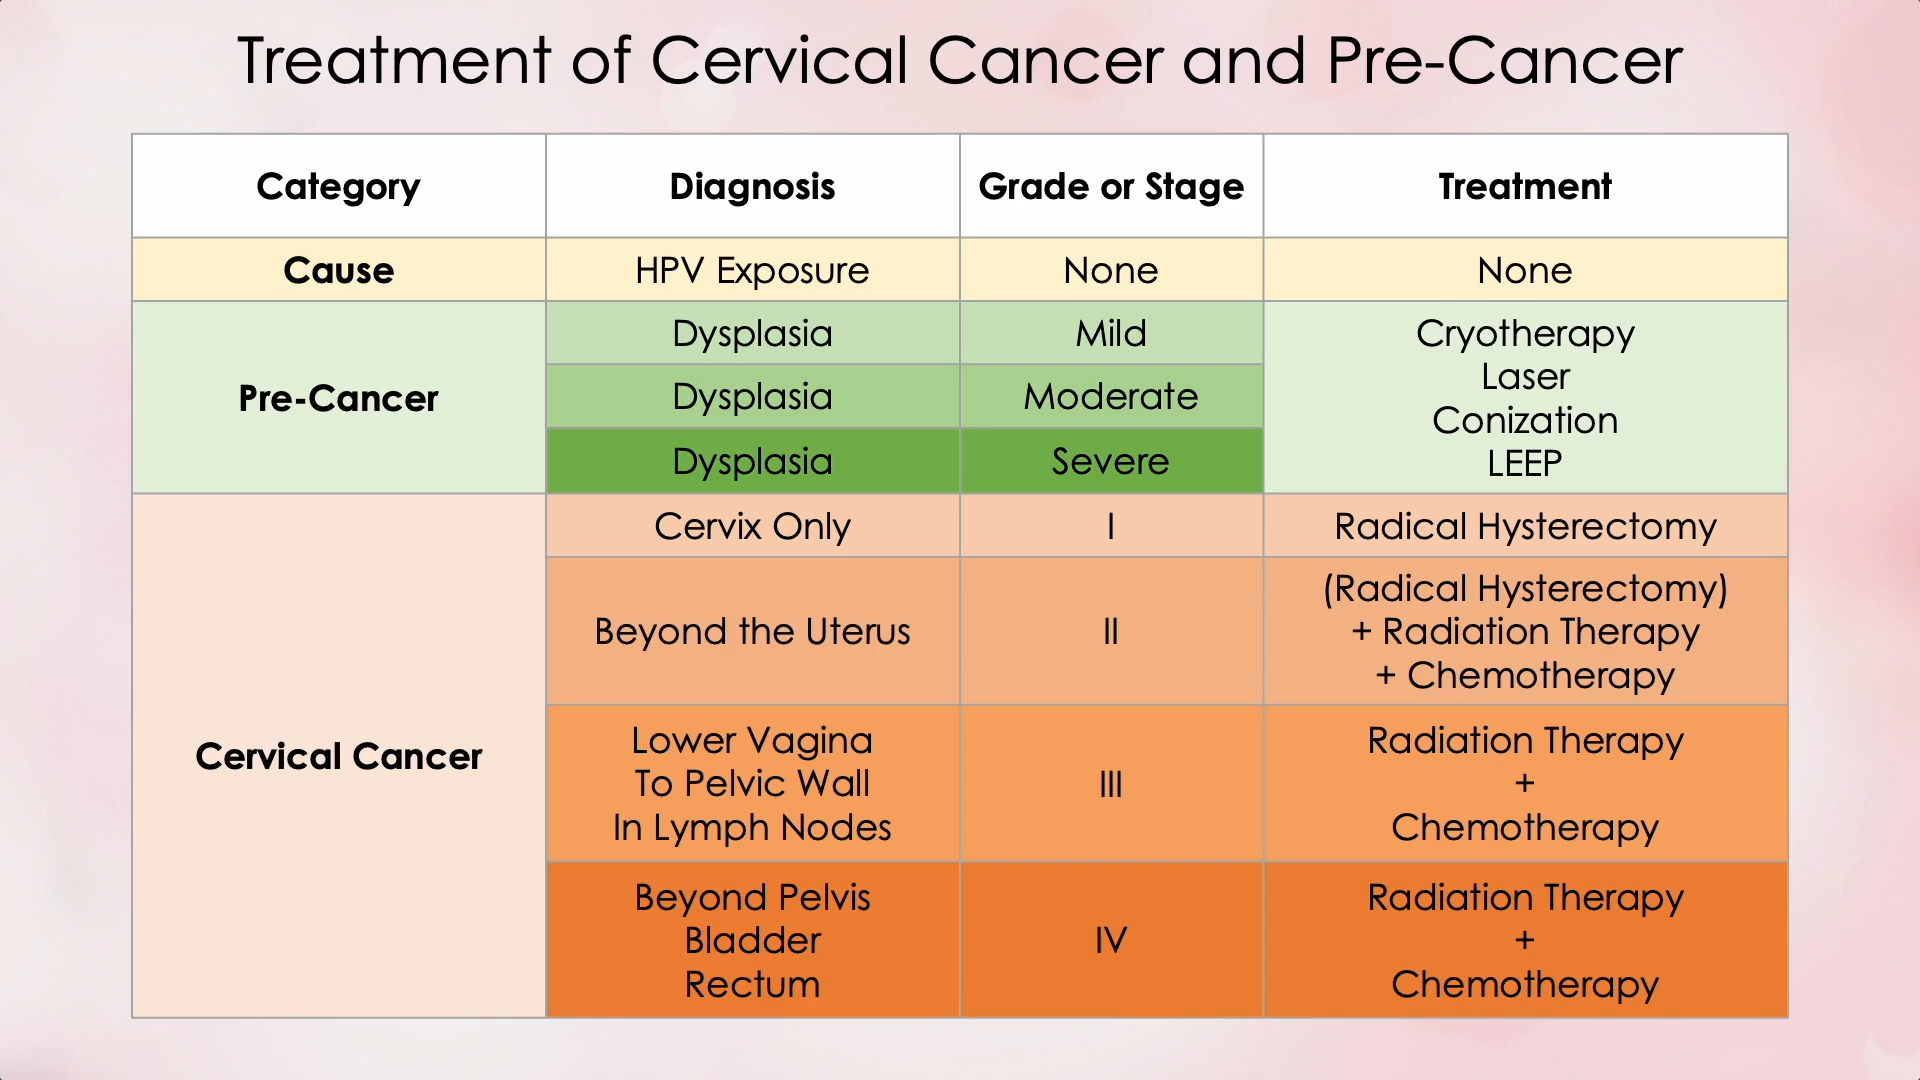 Treatment of Cervical Cancer and Pre-Cancer
Category
Diagnosis
Grade or Stage
Treatment
Cause
HPV Exposure
None
None
Pre-Cancer
Dysplasia
Mild
Dysplasia
Moderate
Dysplasia
Severe
Cryotherapy
Laser
Conization
LEEP
Cervical Cancer
Cervix Only
I
Radical Hysterectomy
Beyond the Uterus
II
(Radical Hysterectomy)
+ Radiation Therapy
+ Chemotherapy
Lower Vagina
To Pelvic Wall
In Lymph Nodes
III
Radiation Therapy
+
Chemotherapy
Beyond Pelvis
Bladder
Rectum
IV
Radiation Therapy
+
Chemotherapy